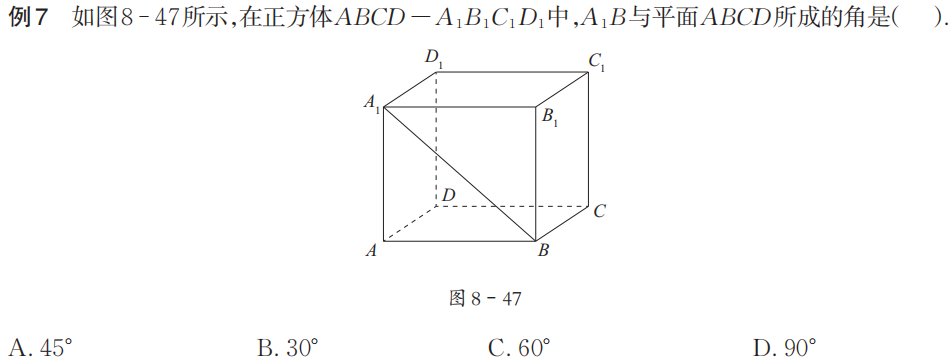 例7 如图8-47所示,在正方体ABCD-A₁B₁C₁D₁中,A₁B与平面ABCD所成的角是( ).
D₁
C₁
A₁
B₁
D
C
A
B
图8-47
A. 45° B. 30° C. 60° D. 90°